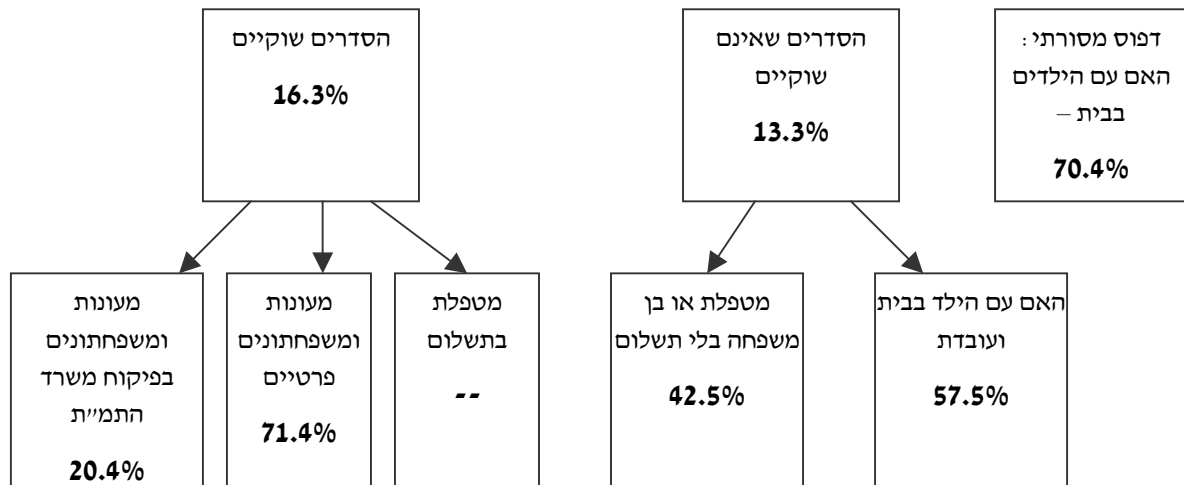 דפוס מסורתי:
האם עם הילדים
בבית –
70.4%
הסדרים שאינם
שוקיים
13.3%
הסדרים שוקיים
16.3%
האם עם הילד בבית
ועובדת
57.5%
מטפלת או בן
משפחה בלי תשלום
42.5%
מטפלת
בתשלום
--
מעונות
ומשפחתונים
פרטיים
71.4%
מעונות
ומשפחתונים
בפיקוח משרד
התמ״ת
20.4%